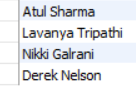 Atul Sharma
Lavanya Tripathi
Nikki Galrani
Derek Nelson